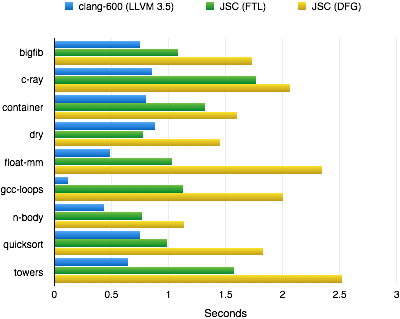 clang-600 (LLVM 3.5) JSC (FTL) JSC (DFG)
bigfib
c-ray
container
dry
float-mm
gcc-loops
n-body
quicksort
towers
0 0.5 1 1.5 2 2.5 3
Seconds